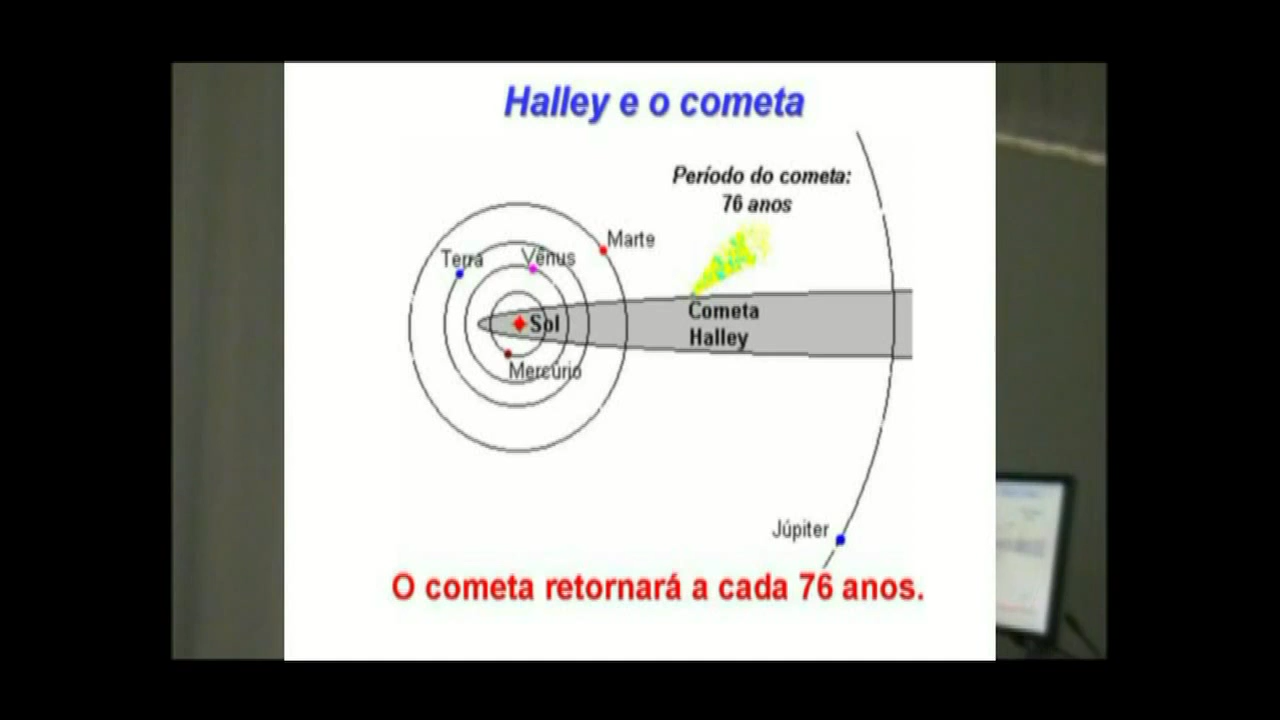 Halley e o cometa
Período do cometa:
76 anos
Marte
Terra
Vênus
Cometa
Halley
Sol
Mercúrio
Júpiter
O cometa retornará a cada 76 anos.